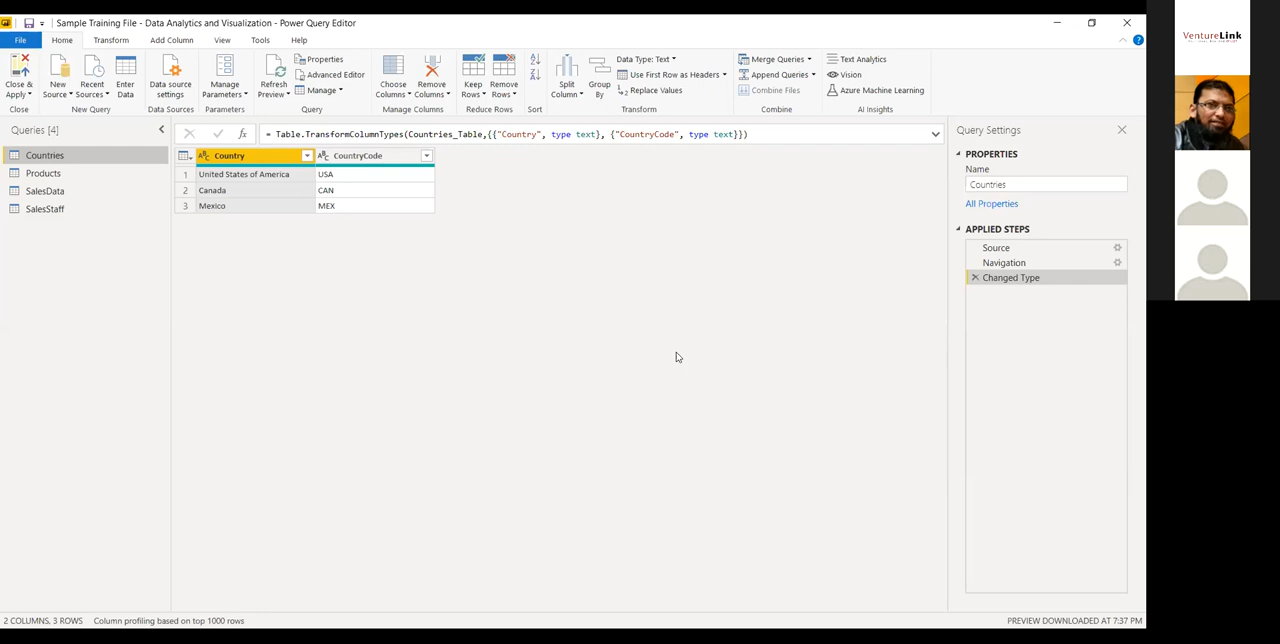 Sample Training File - Data Analytics and Visualization - Power Query Editor
File Home Transform Add Column View Tools Help
Close & Apply
Close
New Source
Recent Sources
Enter Data
New Query
Data source settings
Data Sources
Manage Parameters
Parameters
Refresh Preview
Properties
Advanced Editor
Manage
Query
Choose Columns
Remove Columns
Manage Columns
Keep Rows
Remove Rows
Reduce Rows
Sort
Split Column
Group By
Data Type: Text
Use First Row as Headers
Replace Values
Transform
Merge Queries
Append Queries
Combine Files
Combine
Text Analytics
Vision
Azure Machine Learning
AI Insights
VentureLink
Queries [4]
Countries
Products
SalesData
SalesStaff
fx = Table.TransformColumnTypes(Countries_Table,{{"Country", type text}, {"CountryCode", type text}})
Country CountryCode
1 United States of America USA
2 Canada CAN
3 Mexico MEX
Query Settings
PROPERTIES
Name
Countries
All Properties
APPLIED STEPS
Source
Navigation
Changed Type
2 COLUMNS, 3 ROWS Column profiling based on top 1000 rows
PREVIEW DOWNLOADED AT 7:37 PM